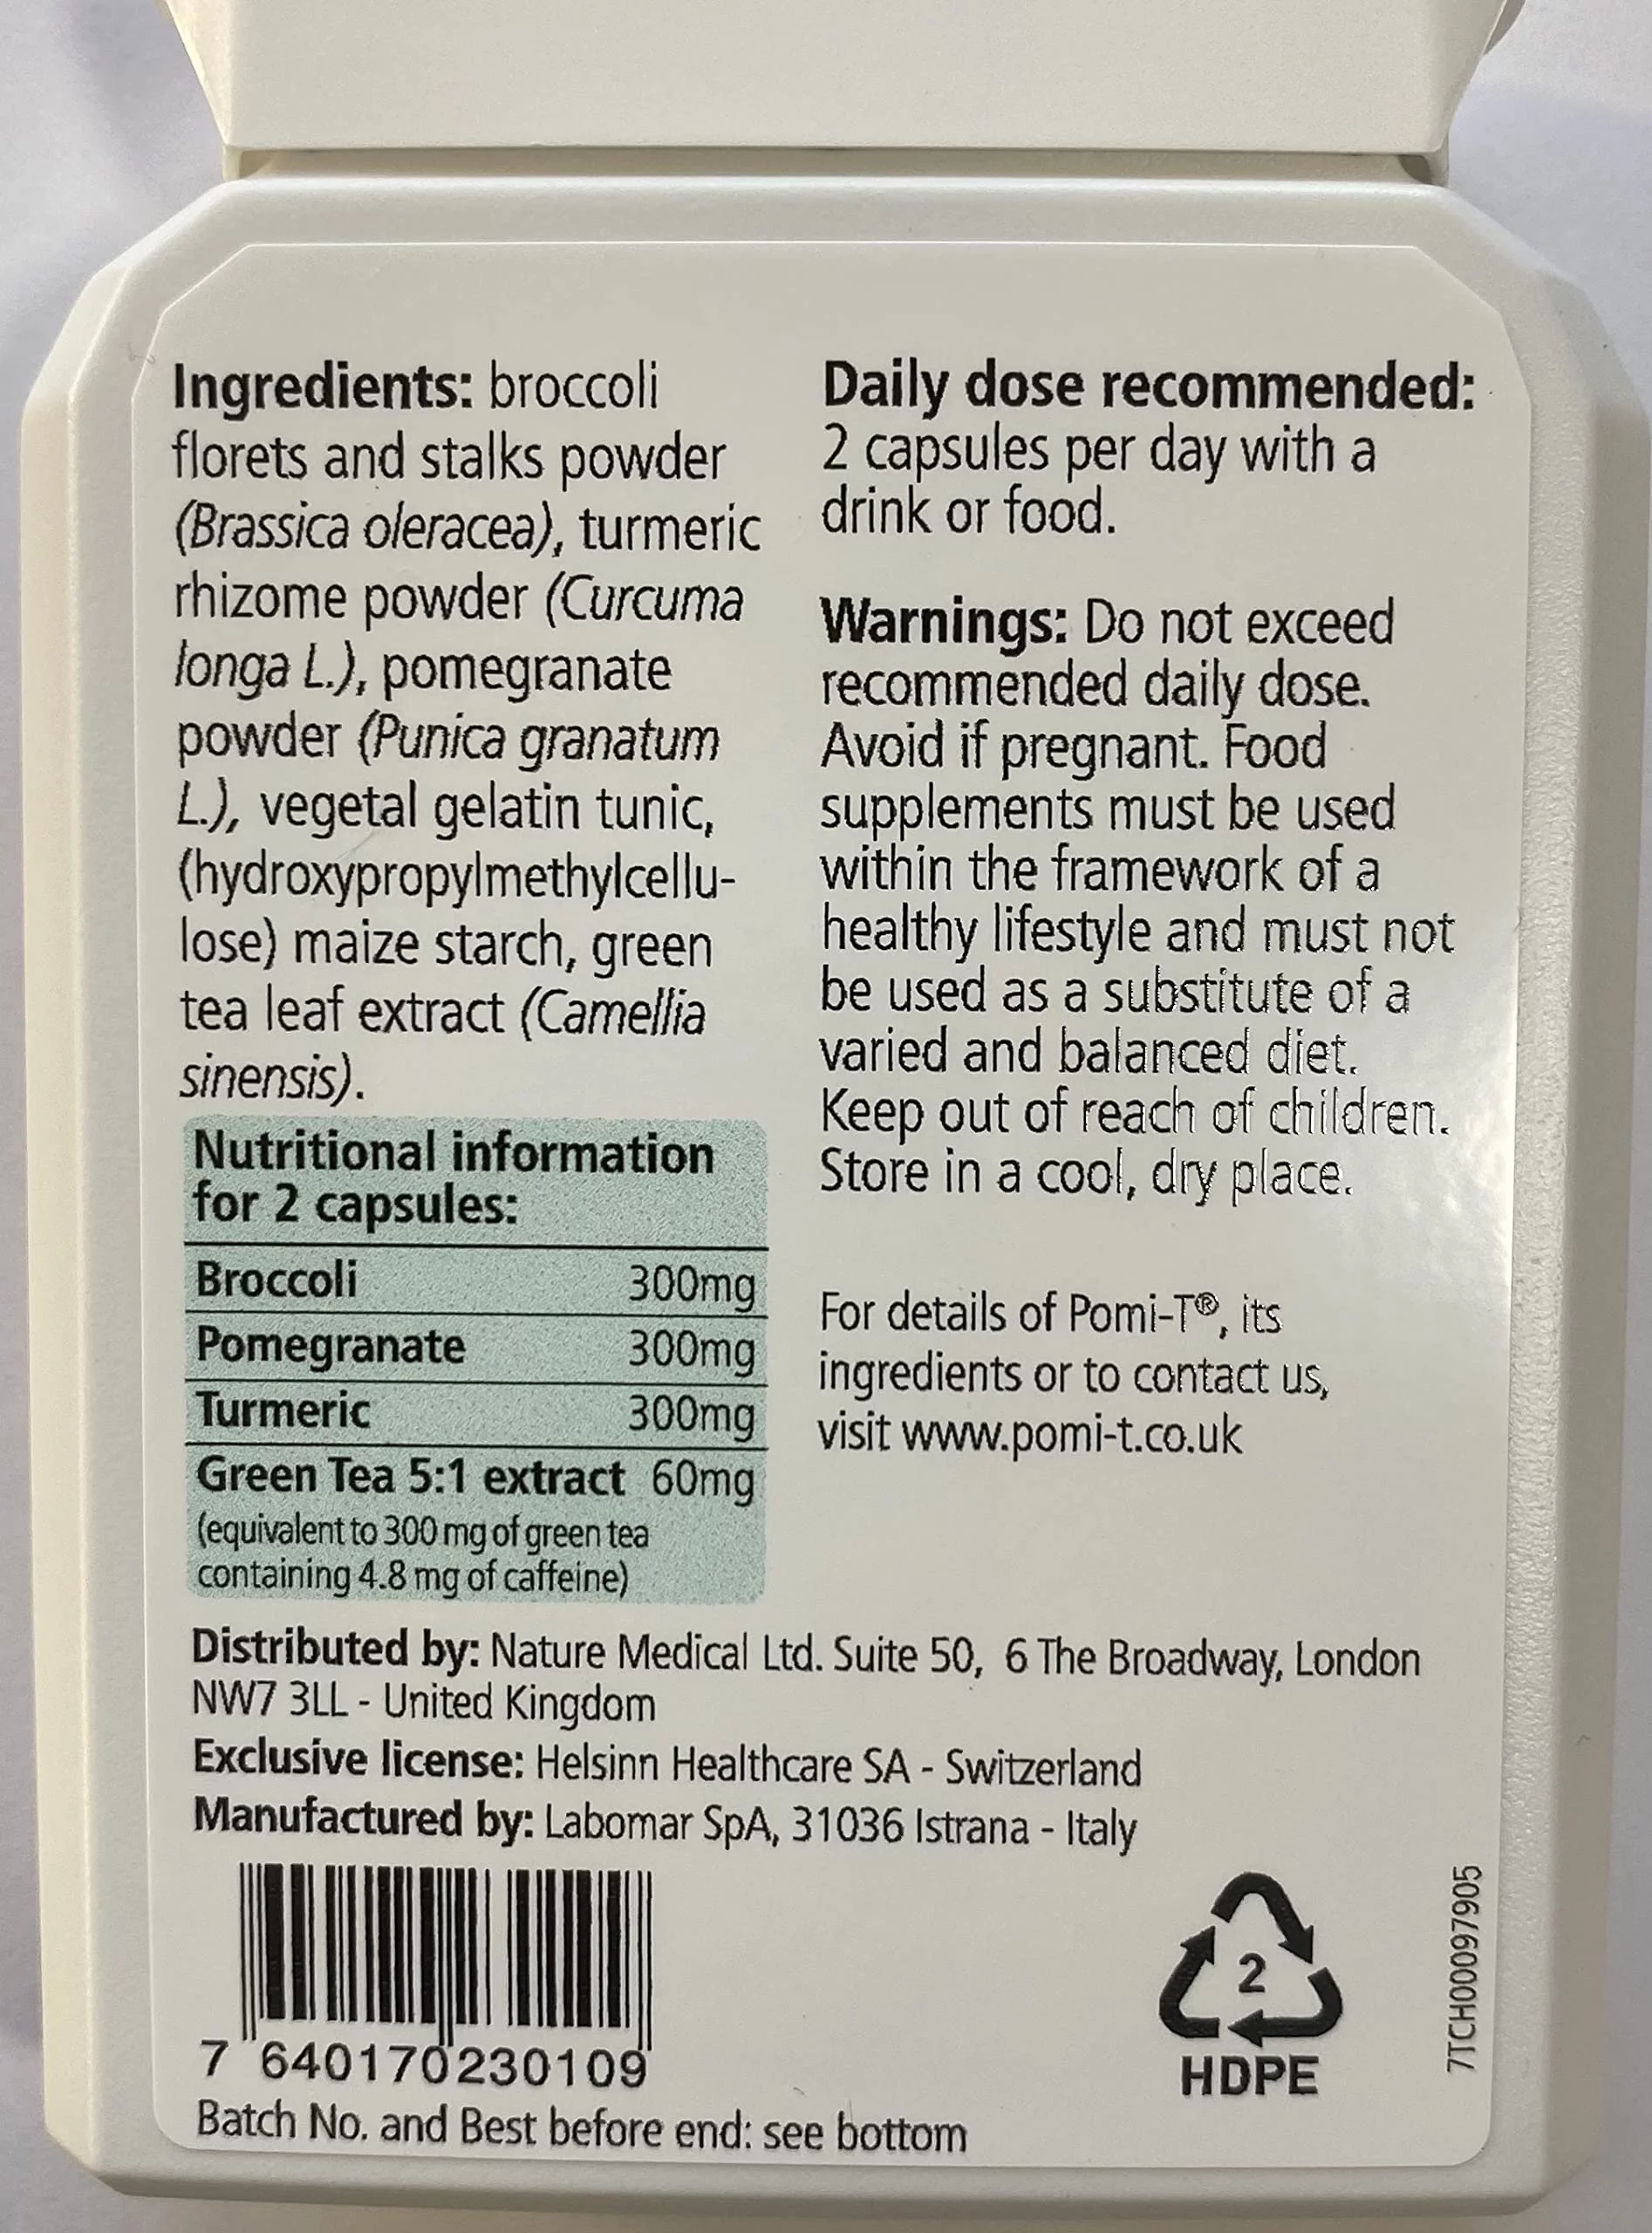 Ingredients: broccoli
florets and stalks powder
(Brassica oleracea), turmeric
rhizome powder (Curcuma
longa L.), pomegranate
powder (Punica granatum
L.), vegetal gelatin tunic,
(hydroxypropylmethylcellu-
lose) maize starch, green
tea leaf extract (Camellia
sinensis).
Nutritional information
for 2 capsules:
Broccoli 300mg
Pomegranate 300mg
Turmeric 300mg
Green Tea 5:1 extract 60mg
(equivalent to 300 mg of green tea
containing 4.8 mg of caffeine)
Daily dose recommended:
2 capsules per day with a
drink or food.
Warnings: Do not exceed
recommended daily dose.
Avoid if pregnant. Food
supplements must be used
within the framework of a
healthy lifestyle and must not
be used as a substitute of a
varied and balanced diet.
Keep out of reach of children.
Store in a cool, dry place.
For details of Pomi-T®, its
ingredients or to contact us,
visit www.pomi-t.co.uk
Distributed by: Nature Medical Ltd. Suite 50, 6 The Broadway, London
NW7 3LL - United Kingdom
Exclusive license: Helsinn Healthcare SA - Switzerland
Manufactured by: Labomar SpA, 31036 Istrana - Italy
7 640170230109
Batch No. and Best before end: see bottom
2
HDPE
7TCH00097905